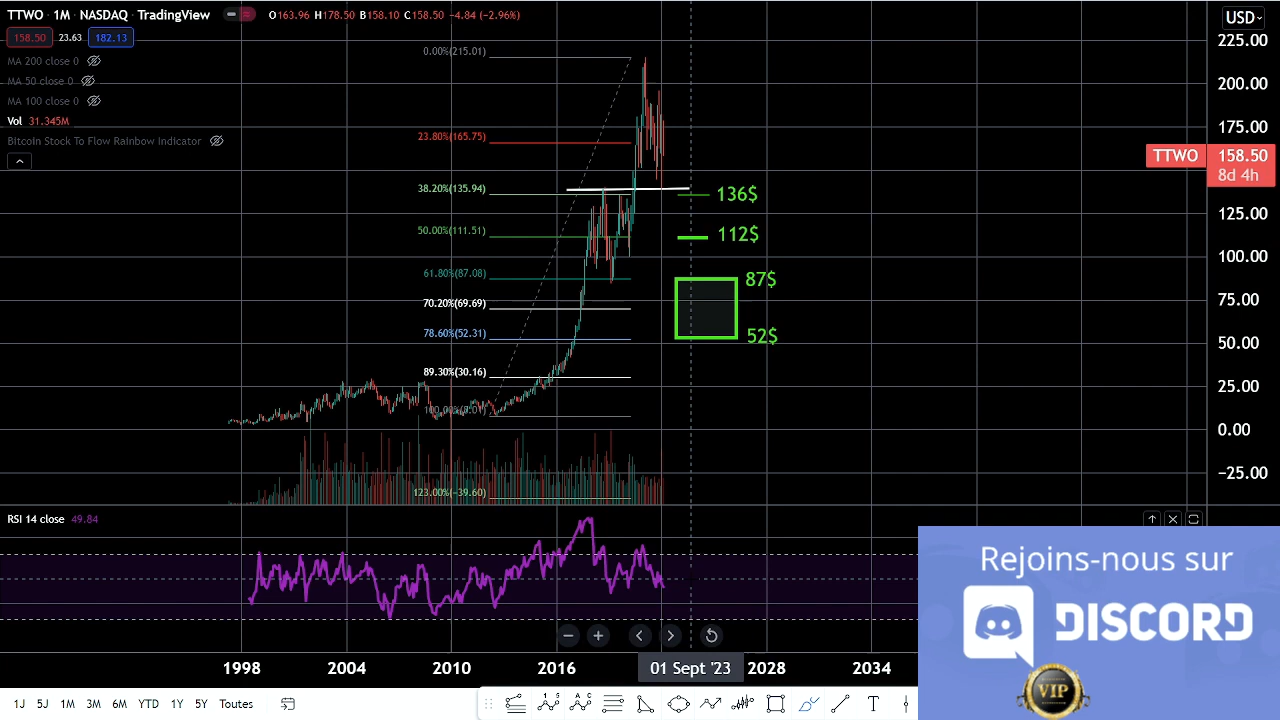 TTWO · 1M · NASDAQ · TradingView O163.96 H178.50 B158.10 C158.50 −4.84 (−2.96%)
158.50 23.63 182.13
MA 200 close 0
MA 50 close 0
MA 100 close 0
Vol 31.345M
Bitcoin Stock To Flow Rainbow Indicator
USD
225.00
200.00
175.00
TTWO 158.50
8d 4h
125.00
100.00
75.00
50.00
25.00
0.00
−25.00
0.00%(215.01)
23.80%(165.75)
38.20%(135.94)
50.00%(111.51)
61.80%(87.08)
70.20%(69.69)
78.60%(52.31)
89.30%(30.16)
123.00%(−39.60)
136$
112$
87$
52$
RSI 14 close 49.84
1998 2004 2010 2016 01 Sept '23 2028 2034
1J 5J 1M 3M 6M YTD 1Y 5Y Toutes
Rejoins-nous sur
DISCORD
VIP